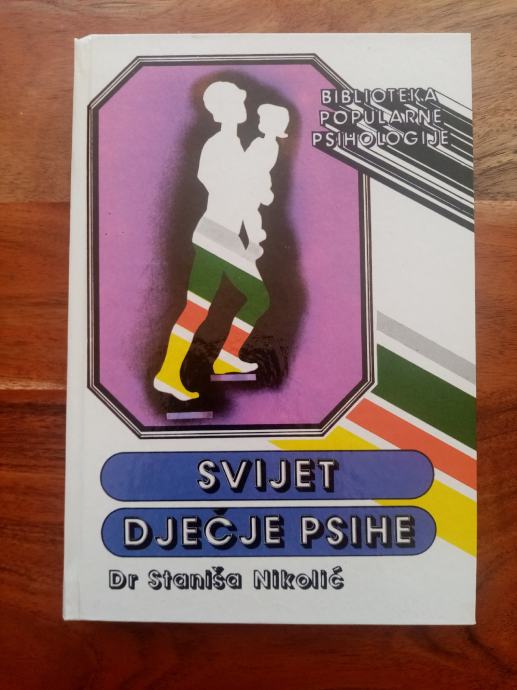 BIBLIOTEKA
POPULARNE
PSIHOLOGIJE
SVIJET
DJEČJE PSIHE
Dr Staniša Nikolić